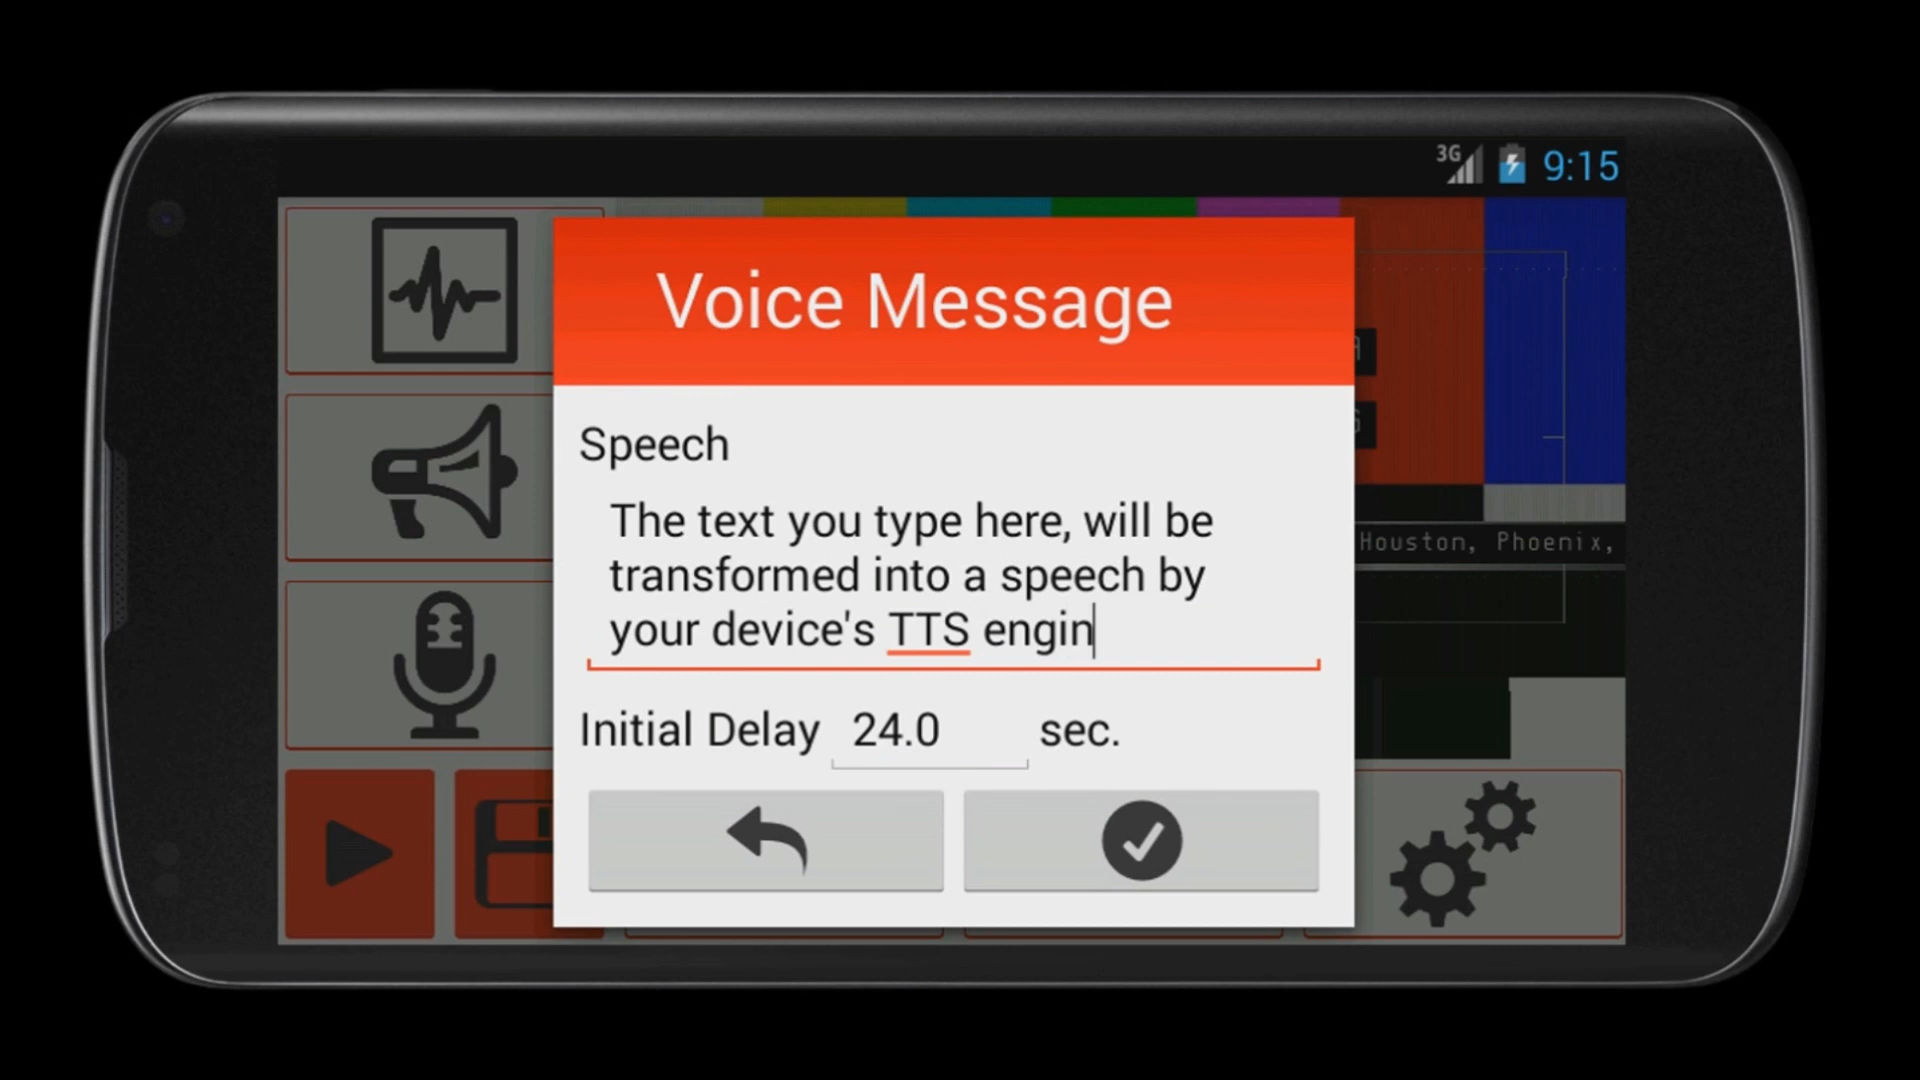 3G 9:15
Voice Message
Speech
The text you type here, will be
transformed into a speech by
your device's TTS engin
Houston, Phoenix,
Initial Delay 24.0 sec.